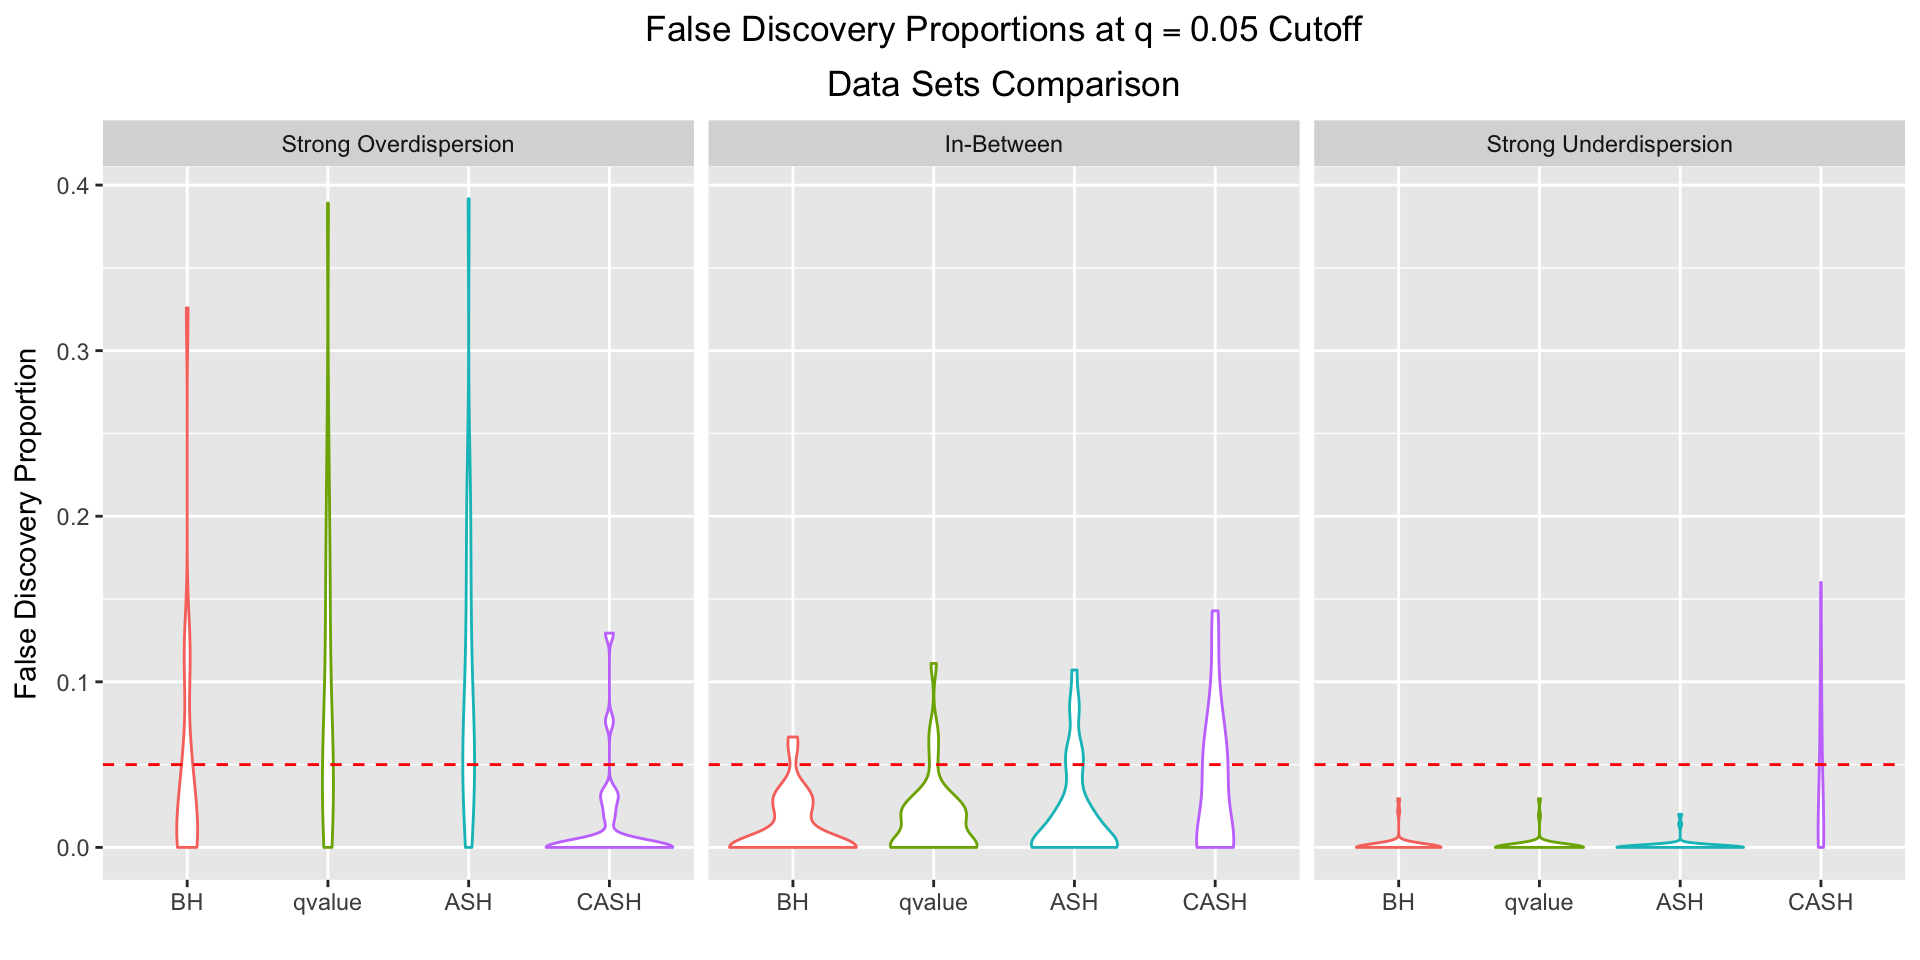 False Discovery Proportions at q = 0.05 Cutoff
Data Sets Comparison
Strong Overdispersion
In-Between
Strong Underdispersion
False Discovery Proportion
0.4
0.3
0.2
0.1
0.0
BH qvalue ASH CASH
BH qvalue ASH CASH
BH qvalue ASH CASH